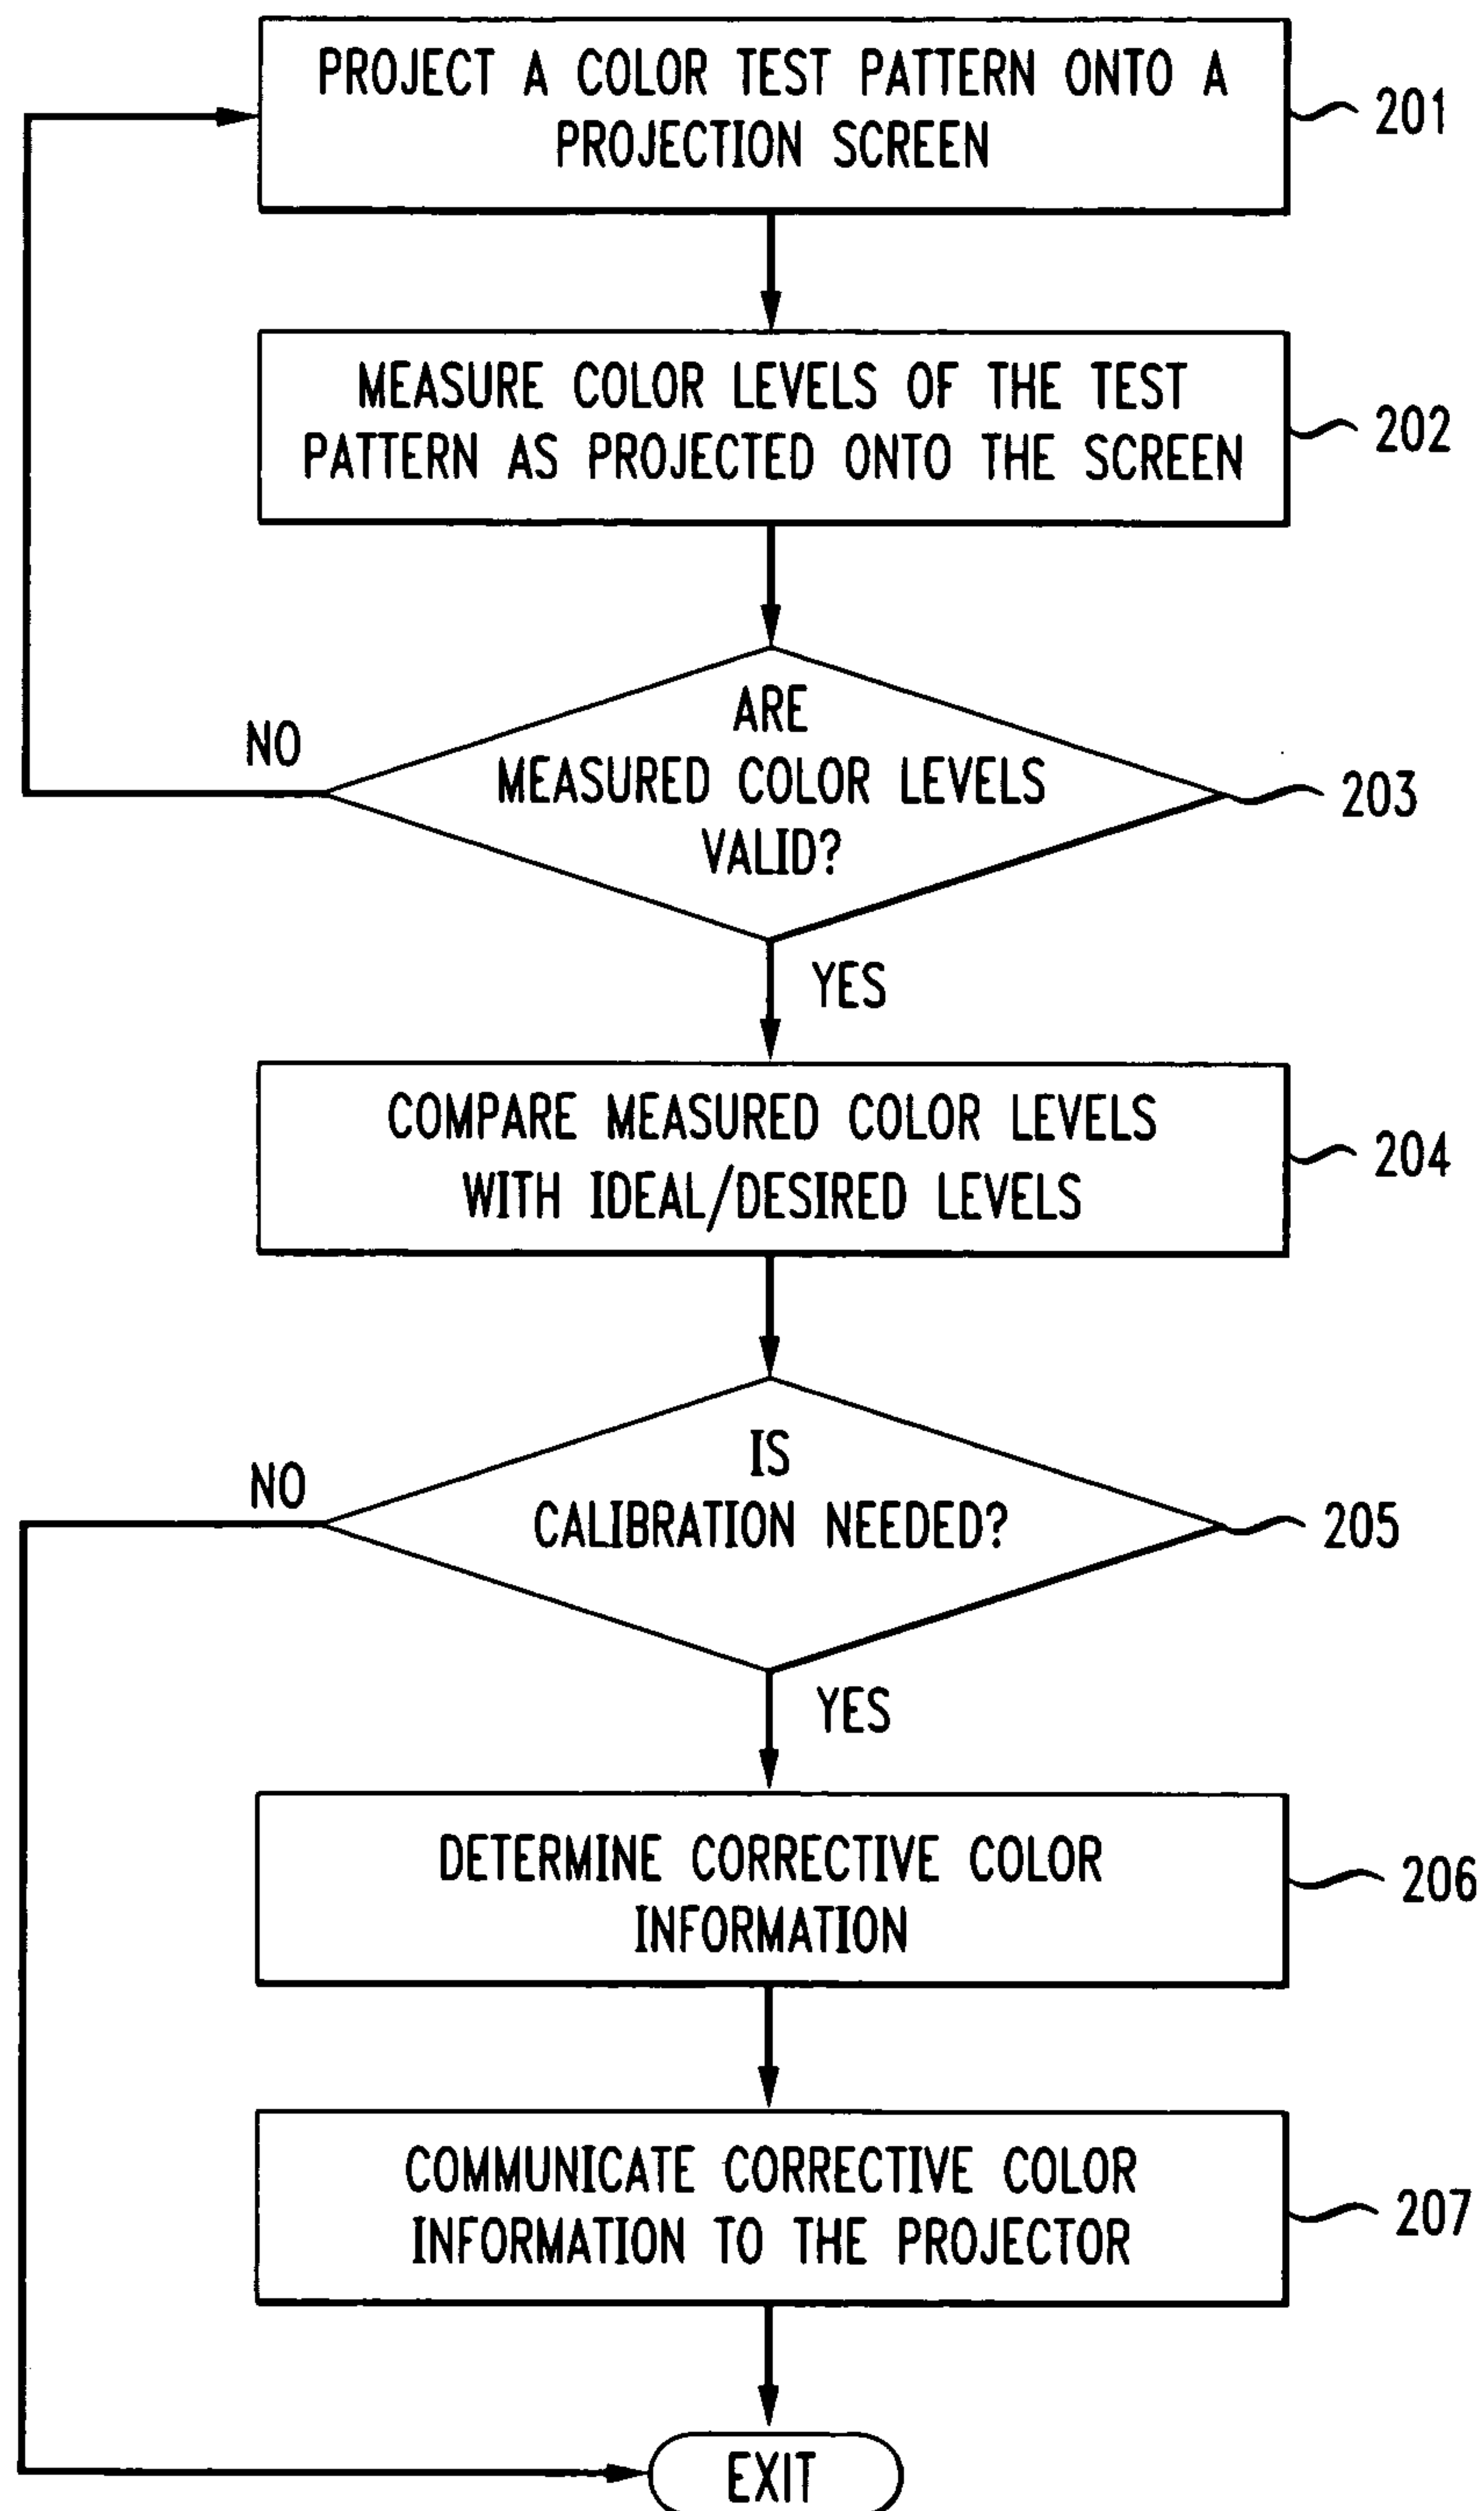 PROJECT A COLOR TEST PATTERN ONTO A
PROJECTION SCREEN
201
MEASURE COLOR LEVELS OF THE TEST
PATTERN AS PROJECTED ONTO THE SCREEN
202
ARE
MEASURED COLOR LEVELS
VALID?
NO
203
YES
COMPARE MEASURED COLOR LEVELS
WITH IDEAL/DESIRED LEVELS
204
IS
CALIBRATION NEEDED?
NO
205
YES
DETERMINE CORRECTIVE COLOR
INFORMATION
206
COMMUNICATE CORRECTIVE COLOR
INFORMATION TO THE PROJECTOR
207
EXIT